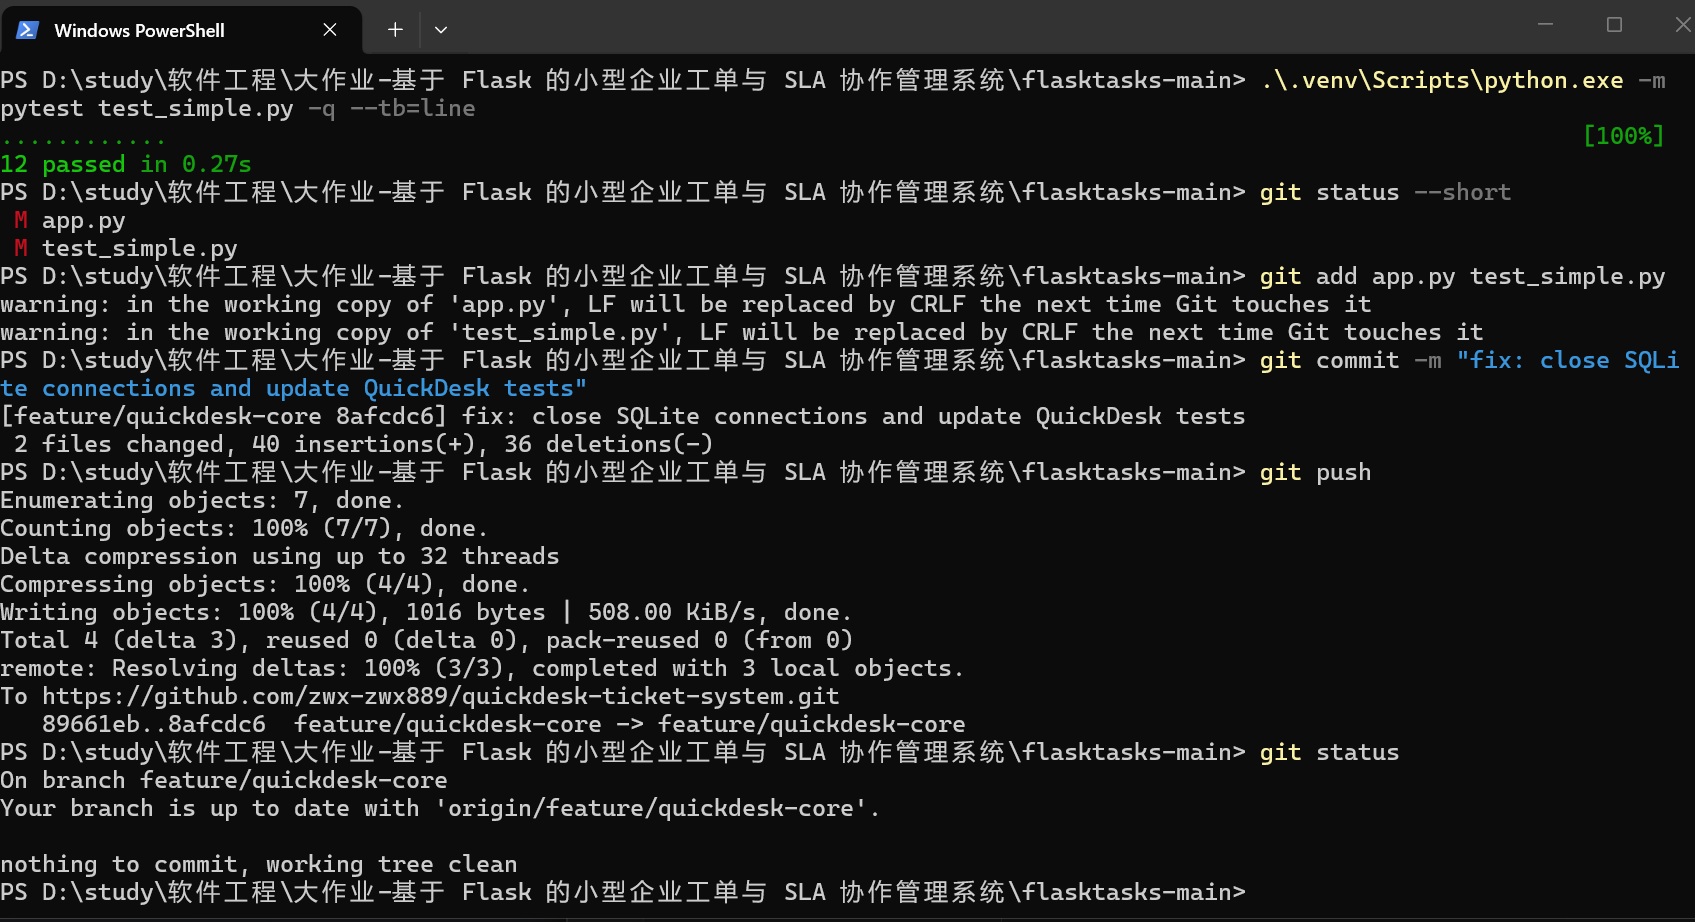 Windows PowerShell
PS D:\study\软件工程\大作业-基于 Flask 的小型企业工单与 SLA 协作管理系统\flasktasks-main> .\.venv\Scripts\python.exe -m
pytest test_simple.py -q --tb=line
............ [100%]
12 passed in 0.27s
PS D:\study\软件工程\大作业-基于 Flask 的小型企业工单与 SLA 协作管理系统\flasktasks-main> git status --short
 M app.py
 M test_simple.py
PS D:\study\软件工程\大作业-基于 Flask 的小型企业工单与 SLA 协作管理系统\flasktasks-main> git add app.py test_simple.py
warning: in the working copy of 'app.py', LF will be replaced by CRLF the next time Git touches it
warning: in the working copy of 'test_simple.py', LF will be replaced by CRLF the next time Git touches it
PS D:\study\软件工程\大作业-基于 Flask 的小型企业工单与 SLA 协作管理系统\flasktasks-main> git commit -m "fix: close SQLi
te connections and update QuickDesk tests"
[feature/quickdesk-core 8afcdc6] fix: close SQLite connections and update QuickDesk tests
 2 files changed, 40 insertions(+), 36 deletions(-)
PS D:\study\软件工程\大作业-基于 Flask 的小型企业工单与 SLA 协作管理系统\flasktasks-main> git push
Enumerating objects: 7, done.
Counting objects: 100% (7/7), done.
Delta compression using up to 32 threads
Compressing objects: 100% (4/4), done.
Writing objects: 100% (4/4), 1016 bytes | 508.00 KiB/s, done.
Total 4 (delta 3), reused 0 (delta 0), pack-reused 0 (from 0)
remote: Resolving deltas: 100% (3/3), completed with 3 local objects.
To https://github.com/zwx-zwx889/quickdesk-ticket-system.git
   89661eb..8afcdc6  feature/quickdesk-core -> feature/quickdesk-core
PS D:\study\软件工程\大作业-基于 Flask 的小型企业工单与 SLA 协作管理系统\flasktasks-main> git status
On branch feature/quickdesk-core
Your branch is up to date with 'origin/feature/quickdesk-core'.
nothing to commit, working tree clean
PS D:\study\软件工程\大作业-基于 Flask 的小型企业工单与 SLA 协作管理系统\flasktasks-main>